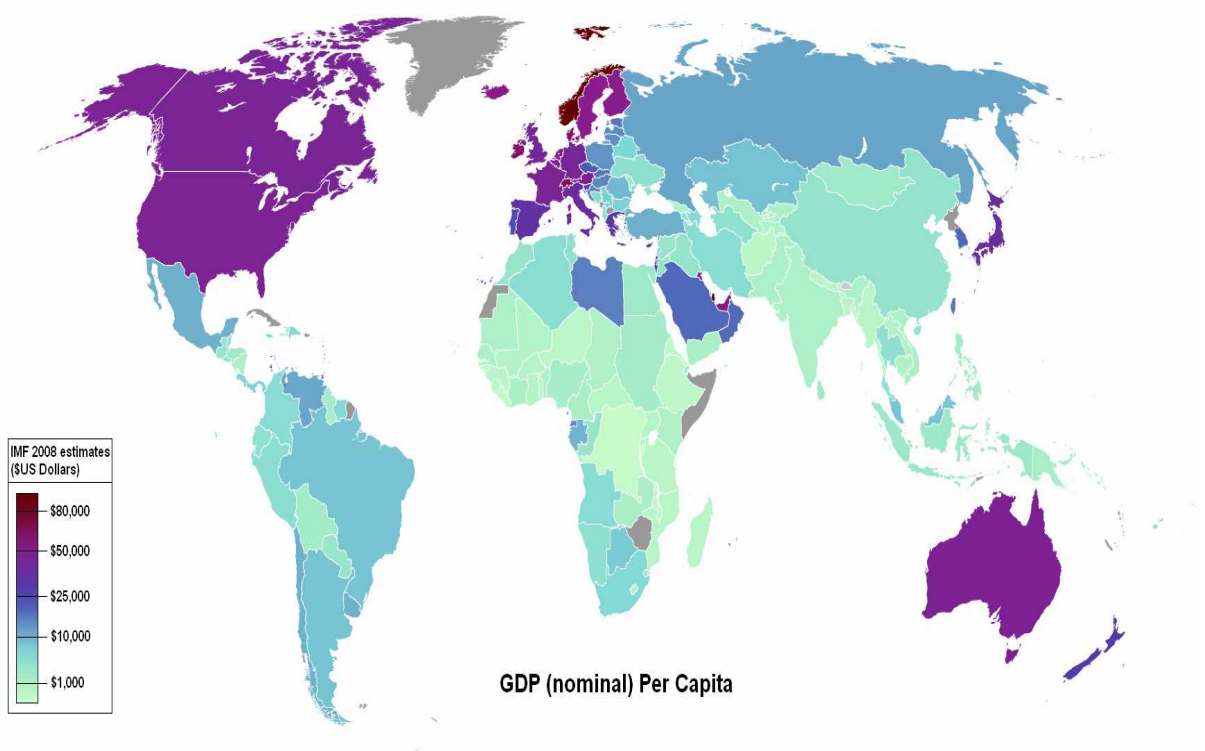 IMF 2008 estimates
($US Dollars)
$80,000
$50,000
$25,000
$10,000
$1,000
GDP (nominal) Per Capita